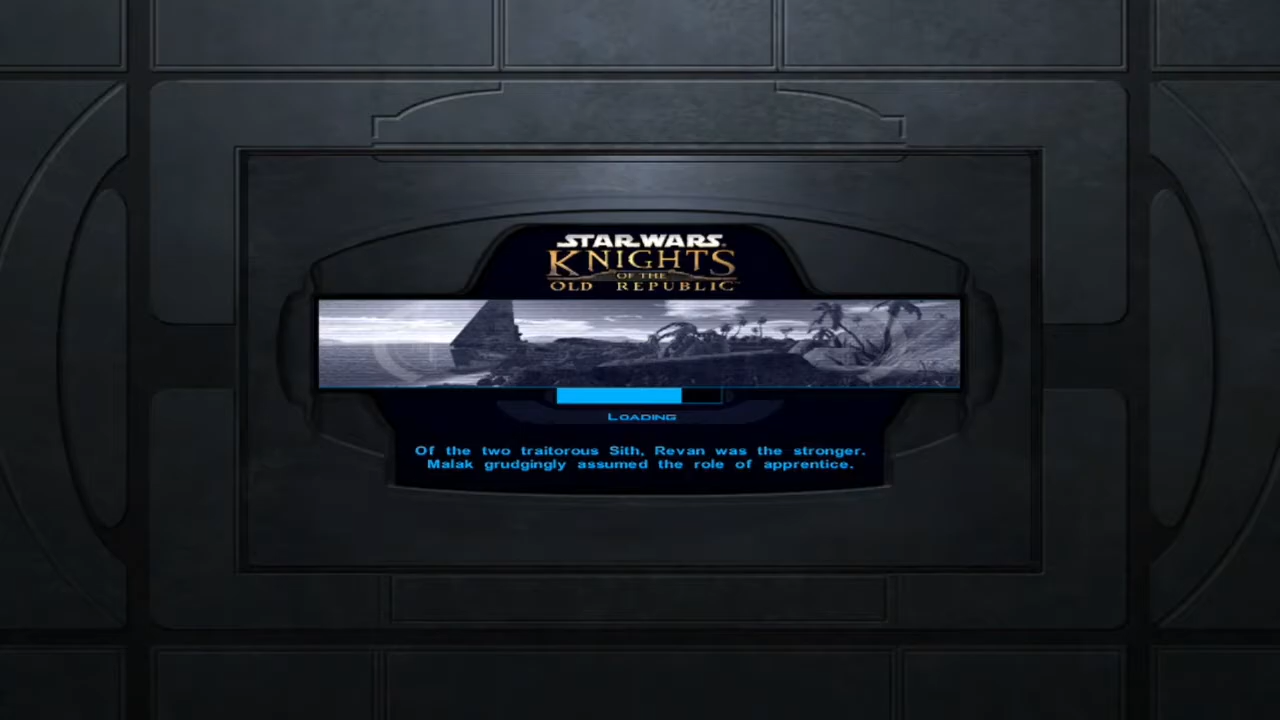 STAR WARS
KNIGHTS
OF THE
OLD REPUBLIC™
LOADING
Of the two traitorous Sith, Revan was the stronger.
Malak grudgingly assumed the role of apprentice.